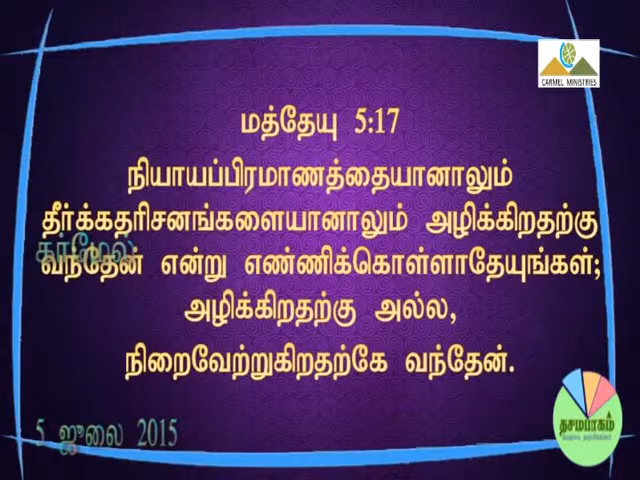 CARMEL MINISTRIES
மத்தேயு 5:17
நியாயப்பிரமாணத்தையானாலும்
தீர்க்கதரிசனங்களையானாலும் அழிக்கிறதற்கு
வந்தேன் என்று எண்ணிக்கொள்ளாதேயுங்கள்;
கர்மேல்
அழிக்கிறதற்கு அல்ல,
நிறைவேற்றுகிறதற்கே வந்தேன்.
5 ஜூலை 2015
தசமபாகம்